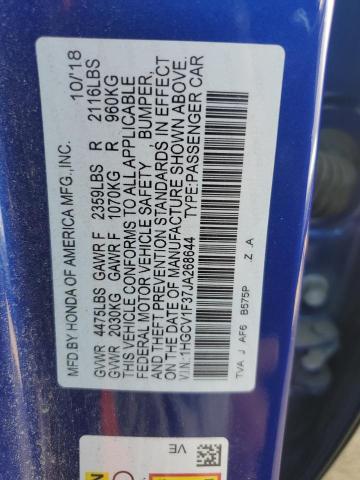 MFD.BY HONDA OF AMERICA MFG.,INC. 10/'18
GVWR 4475LBS GAWR F 2359LBS R 2116LBS
GVWR 2030KG GAWR F 1070KG R 960KG
THIS VEHICLE CONFORMS TO ALL APPLICABLE
FEDERAL MOTOR VEHICLE SAFETY BUMPER,
AND THEFT PREVENTION STANDARDS IN EFFECT
ON THE DATE OF MANUFACTURE SHOWN ABOVE.
V.I.N:1HGCV1F37JA268644 TYPE:PASSENGER CAR
TVA J AF6 B575P .Z .A
VE